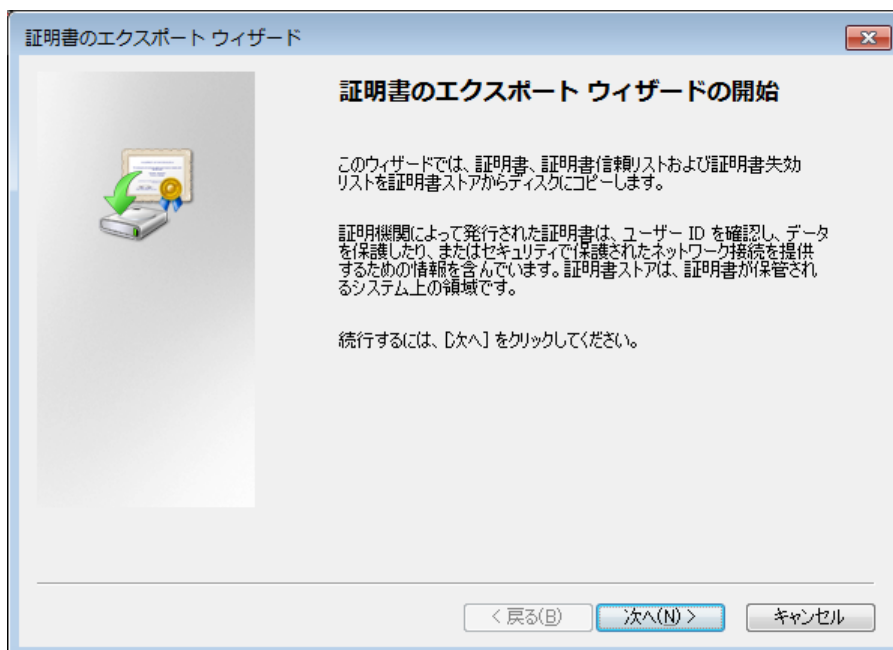 証明書のエクスポート ウィザード
証明書のエクスポート ウィザードの開始
このウィザードでは、証明書、証明書信頼リストおよび証明書失効
リストを証明書ストアからディスクにコピーします。
証明機関によって発行された証明書は、ユーザー ID を確認し、データ
を保護したり、またはセキュリティで保護されたネットワーク接続を提供
するための情報を含んでいます。証明書ストアは、証明書が保管され
るシステム上の領域です。
続行するには、[次へ] をクリックしてください。
< 戻る(B)
次へ(N) >
キャンセル